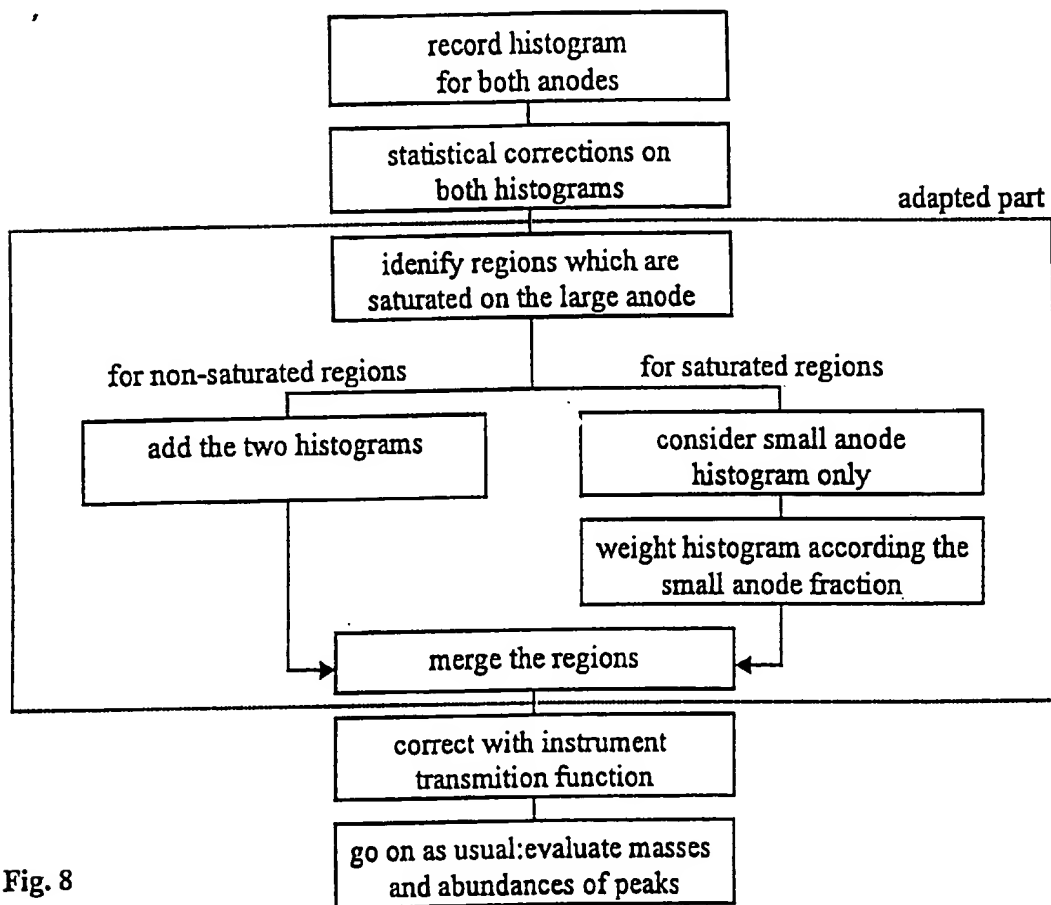 record histogram
for both anodes
statistical corrections on
both histograms
adapted part
idenify regions which are
saturated on the large anode
for non-saturated regions
for saturated regions
add the two histograms
consider small anode
histogram only
weight histogram according the
small anode fraction
merge the regions
correct with instrument
transmition function
go on as usual:evaluate masses
and abundances of peaks
Fig. 8